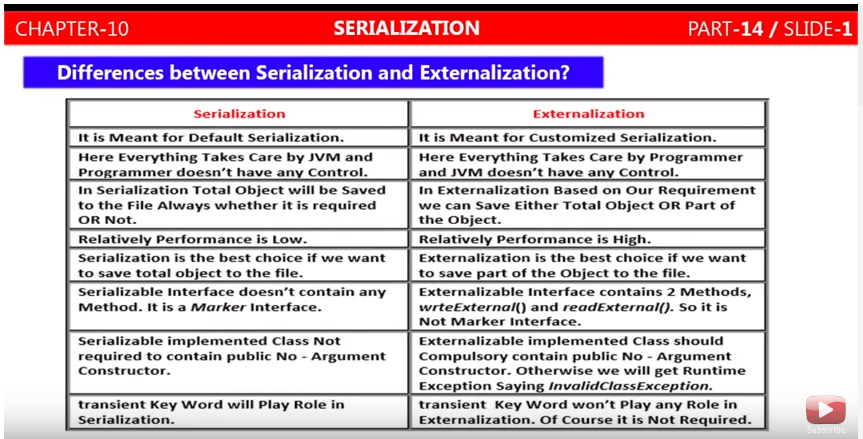 CHAPTER-10
SERIALIZATION
PART-14 / SLIDE-1
Differences between Serialization and Externalization?
Serialization
Externalization
It is Meant for Default Serialization.
It is Meant for Customized Serialization.
Here Everything Takes Care by JVM and
Programmer doesn't have any Control.
Here Everything Takes Care by Programmer
and JVM doesn't have any Control.
In Serialization Total Object will be Saved
to the File Always whether it is required
OR Not.
In Externalization Based on Our Requirement
we can Save Either Total Object OR Part of
the Object.
Relatively Performance is Low.
Relatively Performance is High.
Serialization is the best choice if we want
to save total object to the file.
Externalization is the best choice if we want
to save part of the Object to the file.
Serializable Interface doesn't contain any
Method. It is a Marker Interface.
Externalizable Interface contains 2 Methods,
wrteExternal() and readExternal(). So it is
Not Marker Interface.
Serializable implemented Class Not
required to contain public No - Argument
Constructor.
Externalizable implemented Class should
Compulsory contain public No - Argument
Constructor. Otherwise we will get Runtime
Exception Saying InvalidClassException.
transient Key Word will Play Role in
Serialization.
transient Key Word won't Play any Role in
Externalization. Of Course it is Not Required.
Subscribe